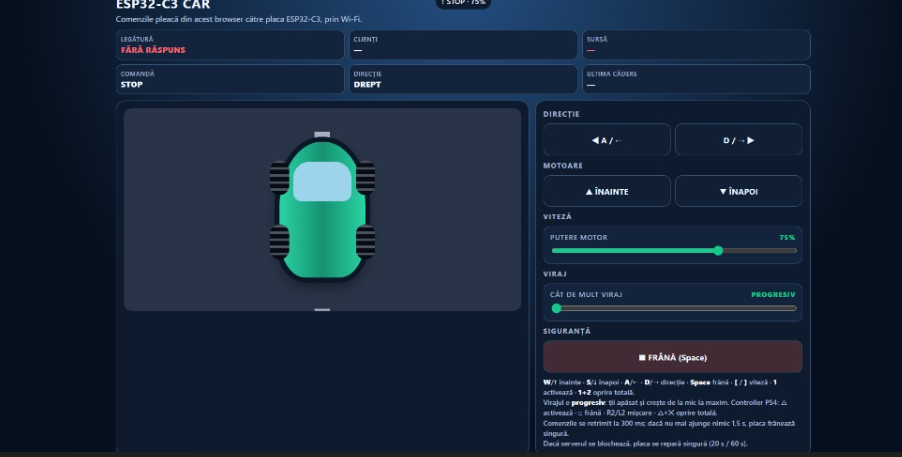 ESP32-C3 CAR
↑ STOP · 75%
Comenzile pleacă din acest browser către placa ESP32-C3, prin Wi-Fi.
LEGĂTURĂ
FĂRĂ RĂSPUNS
CLIENȚI
—
SURSĂ
—
COMANDĂ
STOP
DIRECȚIE
DREPT
ULTIMA CĂDERE
—
DIRECȚIE
◀ A / ←
D / → ▶
MOTOARE
▲ ÎNAINTE
▼ ÎNAPOI
VITEZĂ
PUTERE MOTOR
75%
VIRAJ
CÂT DE MULT VIRAJ
PROGRESIV
SIGURANȚĂ
■ FRÂNĂ (Space)
W/↑ înainte · S/↓ înapoi · A/← · D/→ direcție · Space frână · [ / ] viteză · 1
activează · 1+2 oprire totală.
Virajul e progresiv: ții apăsat și crește de la mic la maxim. Controller PS4: △
activează · □ frână · R2/L2 mișcare · △+✕ oprire totală.
Comenzile se retrimit la 300 ms; dacă nu mai ajunge nimic 1,5 s, placa frânează
singură.
Dacă serverul se blochează, placa se repară singură (20 s / 60 s).